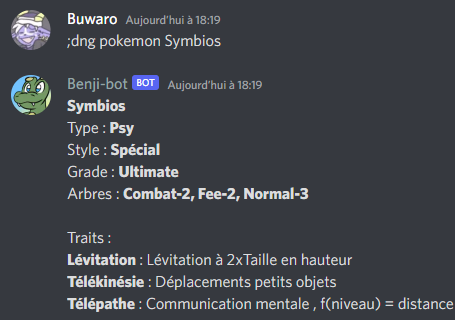 Buwaro Aujourd'hui à 18:19
;dng pokemon Symbios
Benji-bot BOT Aujourd'hui à 18:19
Symbios
Type : Psy
Style : Spécial
Grade : Ultimate
Arbres : Combat-2, Fee-2, Normal-3
Traits :
Lévitation : Lévitation à 2xTaille en hauteur
Télékinésie : Déplacements petits objets
Télépathe : Communication mentale , f(niveau) = distance